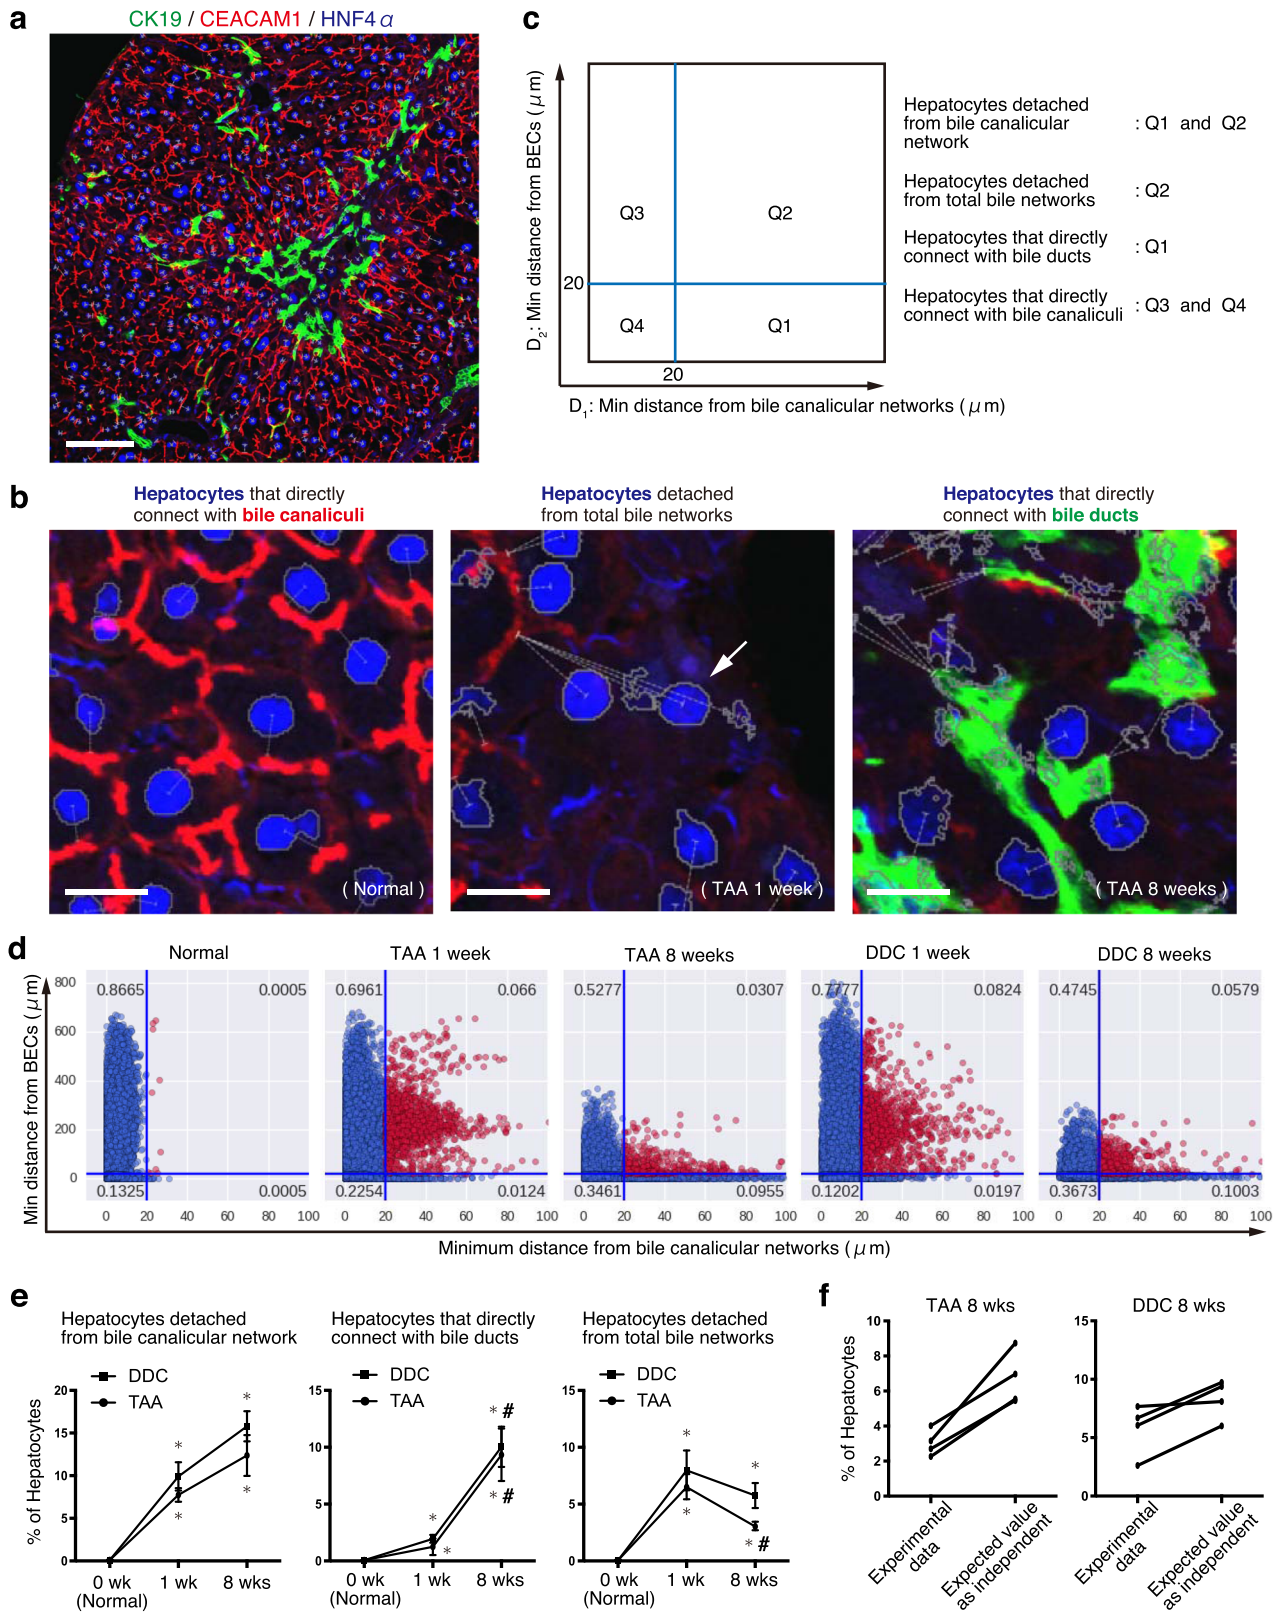 a
CK19 / CEACAM1 / HNF4α
c
D2: Min distance from BECs (μm)
Q3
Q2
20
Q4
Q1
20
D1: Min distance from bile canalicular networks (μm)
Hepatocytes detached
from bile canalicular
network
: Q1 and Q2
Hepatocytes detached
from total bile networks
: Q2
Hepatocytes that directly
connect with bile ducts
: Q1
Hepatocytes that directly
connect with bile canaliculi
: Q3 and Q4
b
Hepatocytes that directly
connect with bile canaliculi
( Normal )
Hepatocytes detached
from total bile networks
( TAA 1 week )
Hepatocytes that directly
connect with bile ducts
( TAA 8 weeks )
d
Min distance from BECs (μm)
Normal
TAA 1 week
TAA 8 weeks
DDC 1 week
DDC 8 weeks
800
600
400
200
0
0.8665 0.0005
0.6961 0.066
0.5277 0.0307
0.7777 0.0824
0.4745 0.0579
0.1325 0.0005
0.2254 0.0124
0.3461 0.0955
0.1202 0.0197
0.3673 0.1003
0 20 40 60 80 100
0 20 40 60 80 100
0 20 40 60 80 100
0 20 40 60 80 100
0 20 40 60 80 100
Minimum distance from bile canalicular networks (μm)
e
Hepatocytes detached
from bile canalicular network
DDC
TAA
% of Hepatocytes
20
15
10
5
0
*
*
*
*
0 wk
(Normal)
1 wk
8 wks
Hepatocytes that directly
connect with bile ducts
DDC
TAA
15
10
5
0
*
*
* #
* #
0 wk
(Normal)
1 wk
8 wks
Hepatocytes detached
from total bile networks
DDC
TAA
15
10
5
0
*
*
*
* #
0 wk
(Normal)
1 wk
8 wks
f
TAA 8 wks
% of Hepatocytes
10
8
6
4
2
0
Experimental
data
Expected value
as independent
DDC 8 wks
15
10
5
0
Experimental
data
Expected value
as independent